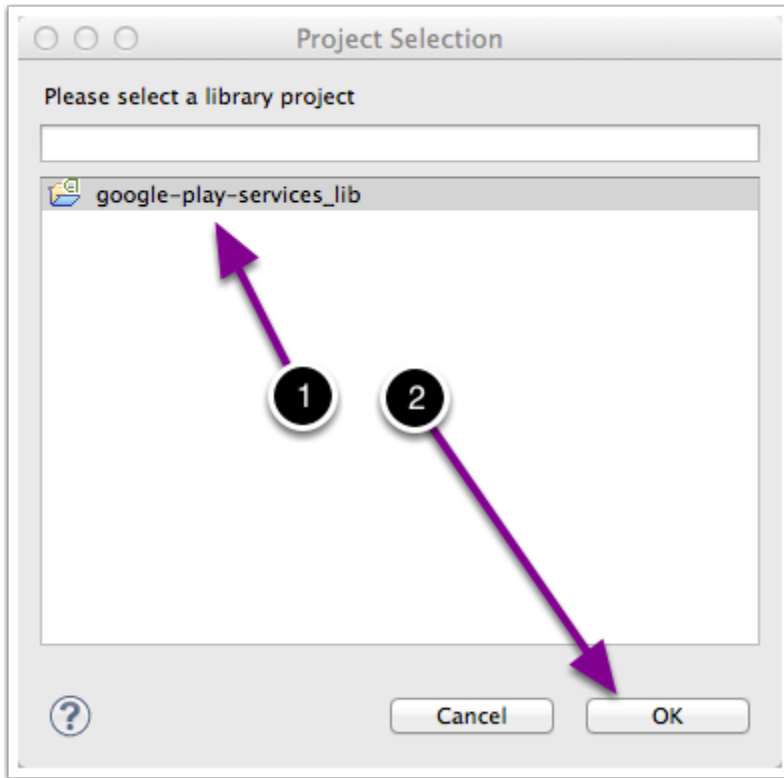 Project Selection
Please select a library project
google-play-services_lib
1
2
?
Cancel
OK